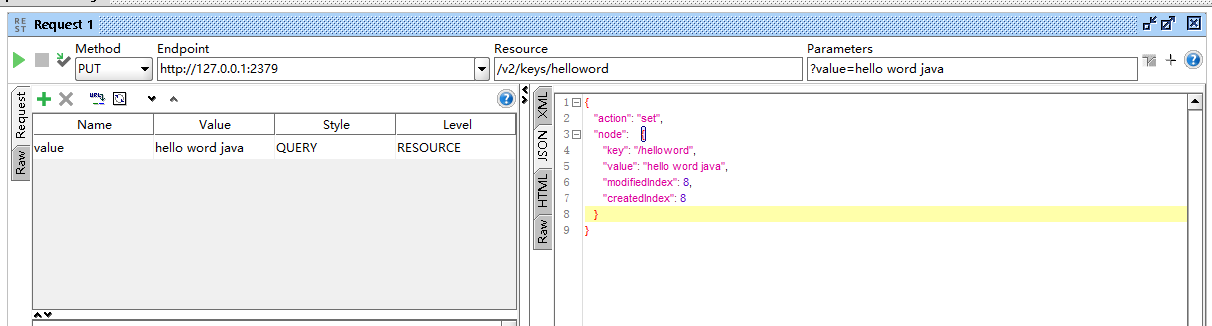 RE
ST
Request 1
Method
Endpoint
Resource
Parameters
PUT
http://127.0.0.1:2379
/v2/keys/helloword
?value=hello word java
Request
Raw
Name Value Style Level
value hello word java QUERY RESOURCE
XML
JSON
HTML
Raw
1 {
2 "action": "set",
3 "node": {
4 "key": "/helloword",
5 "value": "hello word java",
6 "modifiedIndex": 8,
7 "createdIndex": 8
8 }
9 }